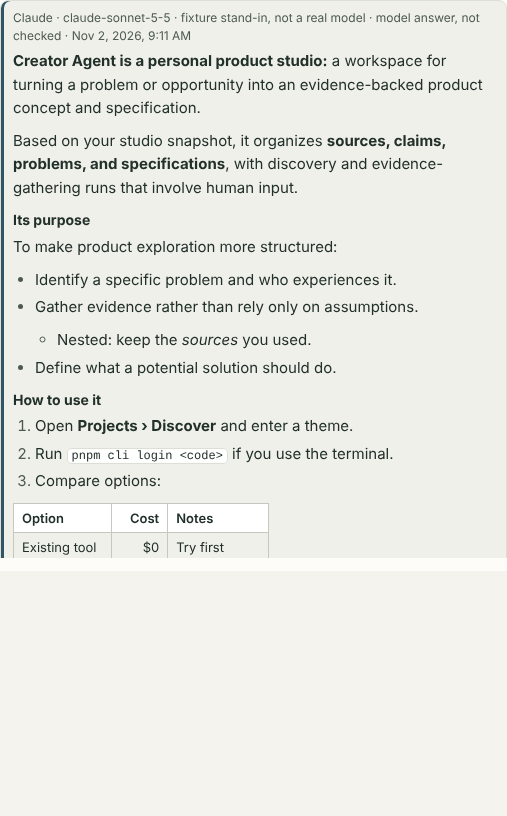 Claude · claude-sonnet-5-5 · fixture stand-in, not a real model · model answer, not
checked · Nov 2, 2026, 9:11 AM
Creator Agent is a personal product studio: a workspace for
turning a problem or opportunity into an evidence-backed product
concept and specification.
Based on your studio snapshot, it organizes sources, claims,
problems, and specifications, with discovery and evidence-
gathering runs that involve human input.
Its purpose
To make product exploration more structured:
• Identify a specific problem and who experiences it.
• Gather evidence rather than rely only on assumptions.
◦ Nested: keep the sources you used.
• Define what a potential solution should do.
How to use it
1. Open Projects › Discover and enter a theme.
2. Run pnpm cli login <code> if you use the terminal.
3. Compare options:
Option Cost Notes
Existing tool $0 Try first